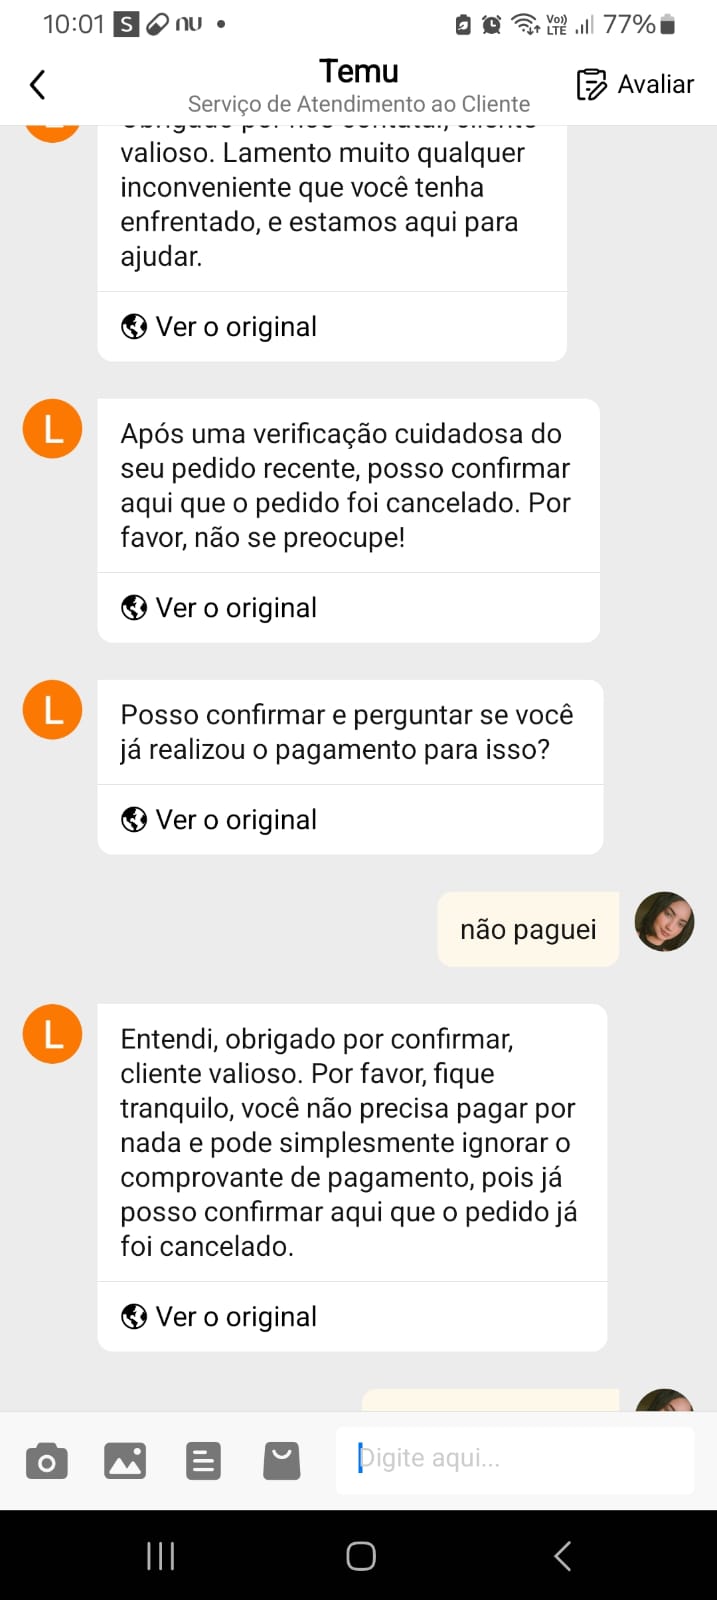 10:01 S nu
Vo))
LTE
77%
Temu
Serviço de Atendimento ao Cliente
Avaliar
valioso. Lamento muito qualquer
inconveniente que você tenha
enfrentado, e estamos aqui para
ajudar.
Ver o original
L
Após uma verificação cuidadosa do
seu pedido recente, posso confirmar
aqui que o pedido foi cancelado. Por
favor, não se preocupe!
Ver o original
L
Posso confirmar e perguntar se você
já realizou o pagamento para isso?
Ver o original
não paguei
L
Entendi, obrigado por confirmar,
cliente valioso. Por favor, fique
tranquilo, você não precisa pagar por
nada e pode simplesmente ignorar o
comprovante de pagamento, pois já
posso confirmar aqui que o pedido já
foi cancelado.
Ver o original
Digite aqui...